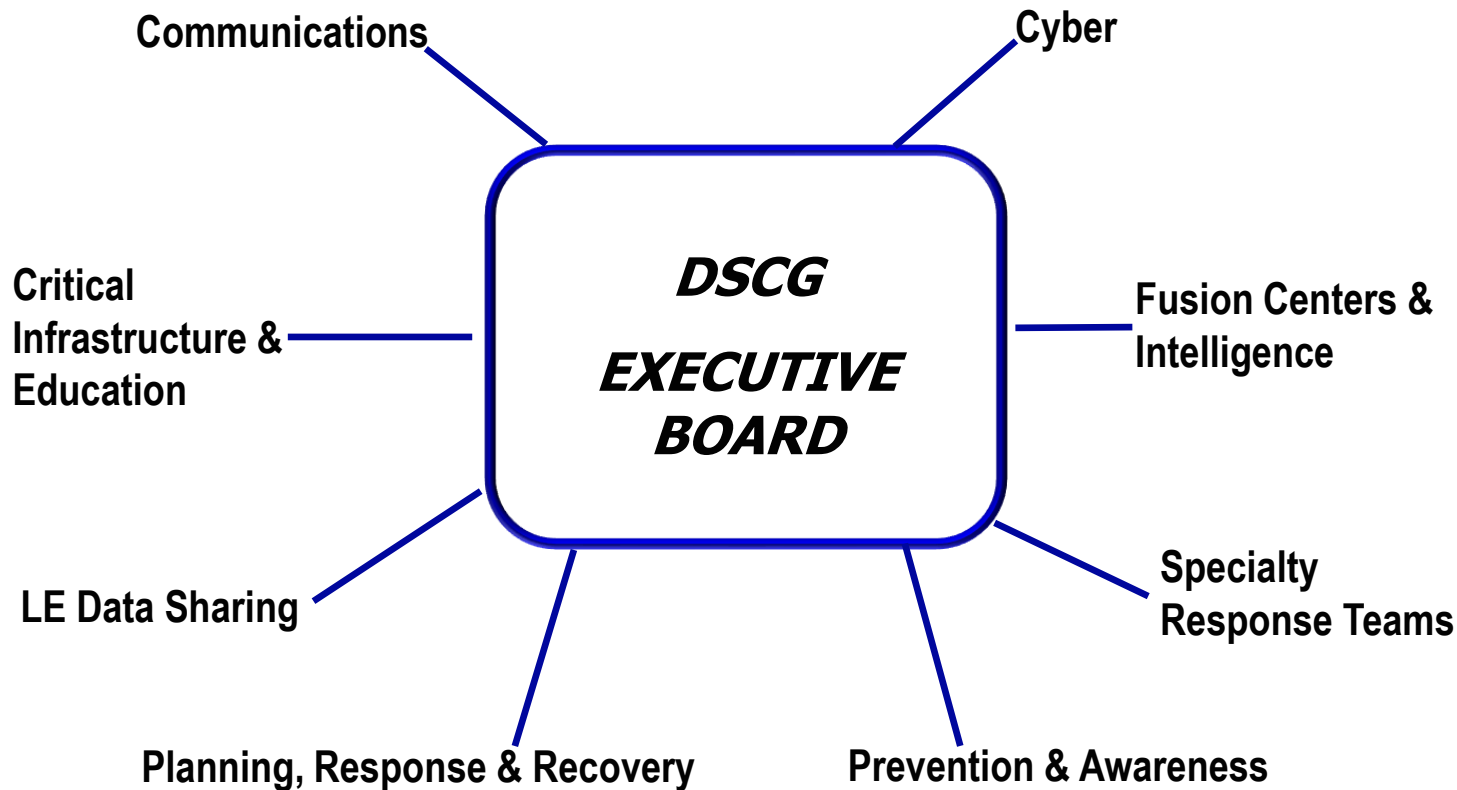 Communications
Cyber
DSCG
EXECUTIVE
BOARD
Critical
Infrastructure &
Education
Fusion Centers &
Intelligence
LE Data Sharing
Specialty
Response Teams
Planning, Response & Recovery
Prevention & Awareness